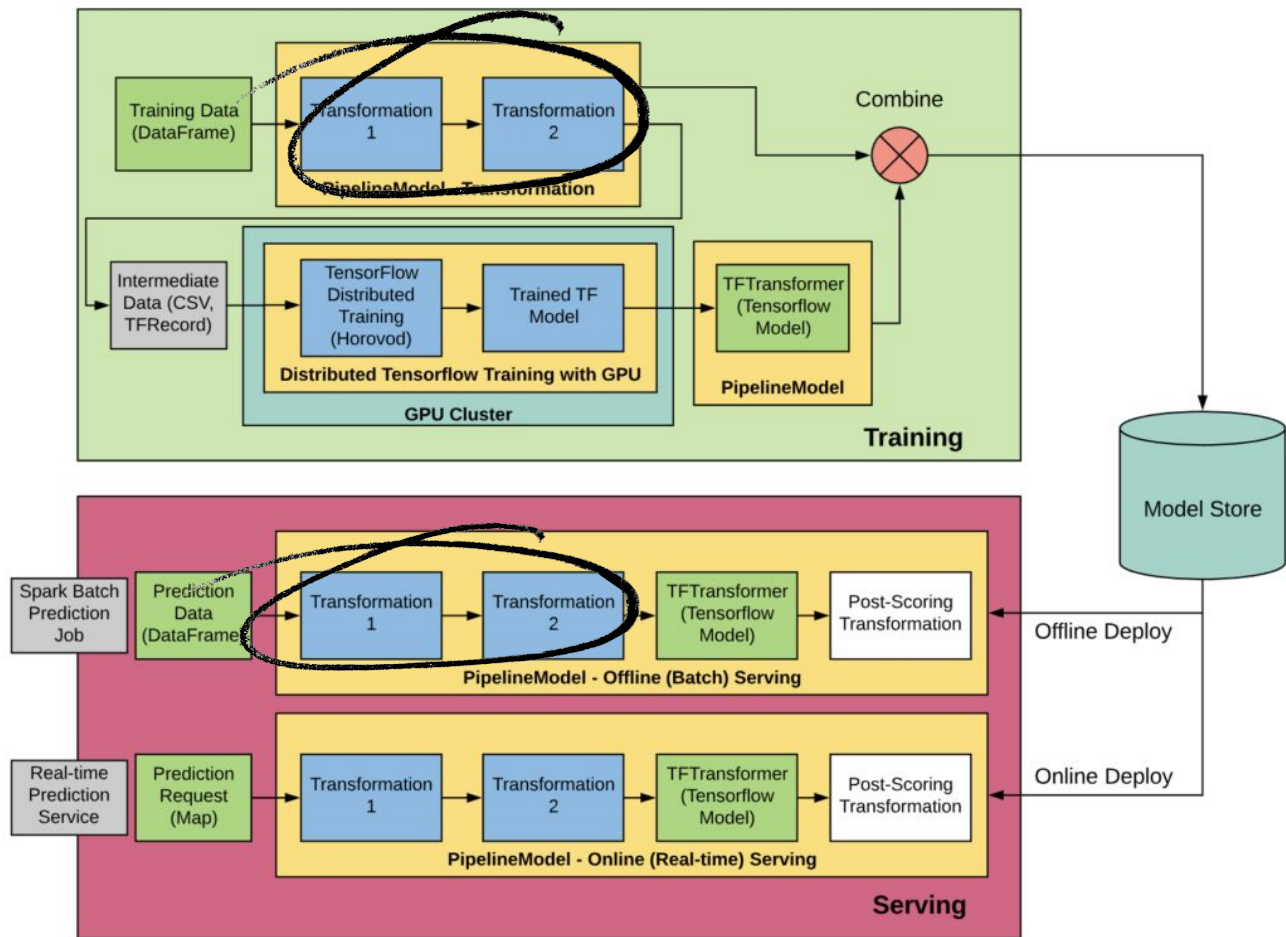 Training Data
(DataFrame)
Transformation
1
Transformation
2
PipelineModel - Transformation
Combine
Intermediate
Data (CSV,
TFRecord)
TensorFlow
Distributed
Training
(Horovod)
Trained TF
Model
Distributed Tensorflow Training with GPU
GPU Cluster
TFTransformer
(Tensorflow
Model)
PipelineModel
Training
Model Store
Spark Batch
Prediction
Job
Prediction
Data
(DataFrame)
Transformation
1
Transformation
2
TFTransformer
(Tensorflow
Model)
Post-Scoring
Transformation
PipelineModel - Offline (Batch) Serving
Offline Deploy
Real-time
Prediction
Service
Prediction
Request
(Map)
Transformation
1
Transformation
2
TFTransformer
(Tensorflow
Model)
Post-Scoring
Transformation
PipelineModel - Online (Real-time) Serving
Online Deploy
Serving